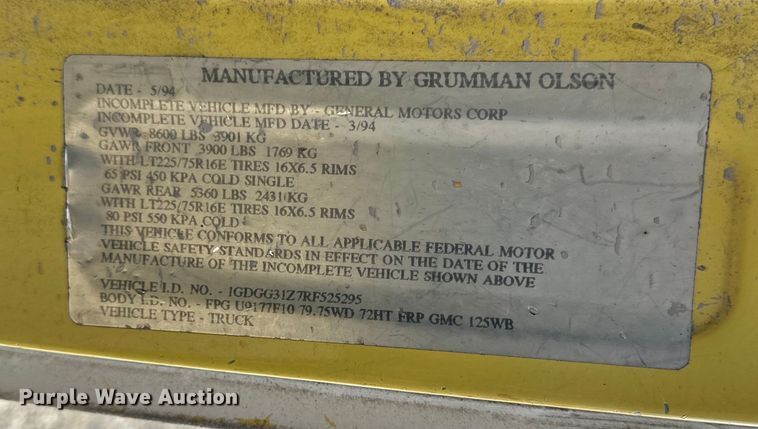 MANUFACTURED BY GRUMMAN OLSON
DATE - 5/94
INCOMPLETE VEHICLE MFD BY - GENERAL MOTORS CORP
INCOMPLETE VEHICLE MFD DATE - 3/94
GVWR - 8600 LBS 3901 KG
GAWR FRONT 3900 LBS 1769 KG
WITH LT225/75R16E TIRES 16X6.5 RIMS
65 PSI 450 KPA COLD SINGLE
GAWR REAR 5360 LBS 2431 KG
WITH LT225/75R16E TIRES 16X6.5 RIMS
80 PSI 550 KPA COLD
THIS VEHICLE CONFORMS TO ALL APPLICABLE FEDERAL MOTOR
VEHICLE SAFETY STANDARDS IN EFFECT ON THE DATE OF THE
MANUFACTURE OF THE INCOMPLETE VEHICLE SHOWN ABOVE
VEHICLE I.D. NO. - 1GDGG31Z7RF525295
BODY I.D. NO. - FPG U9177F10 79.75WD 72HT FRP GMC 125WB
VEHICLE TYPE - TRUCK
Purple Wave Auction